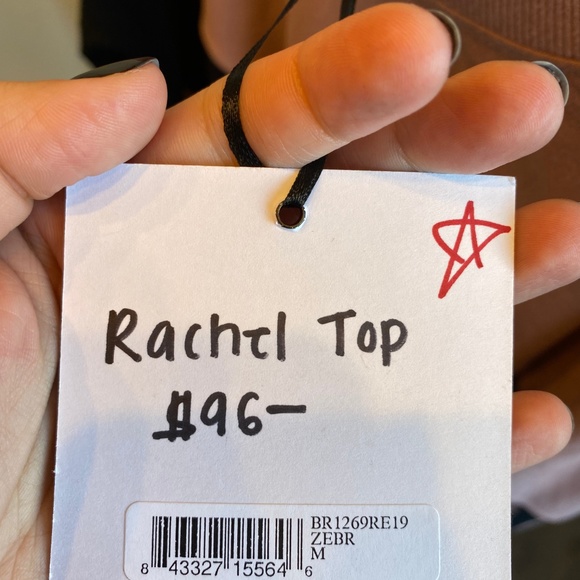 Rachel Top
$96-
BR1269RE19
ZEBR
M
8 43327 15564 6